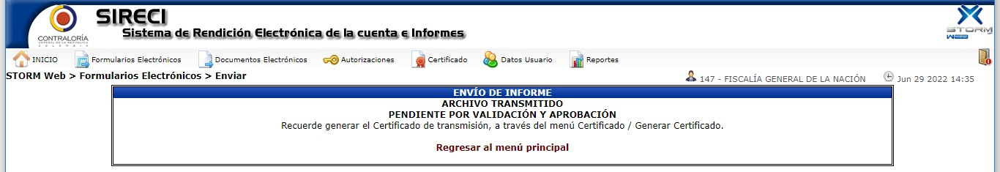 SIRECI
Sistema de Rendición Electrónica de la cuenta e Informes
CONTRALORÍA
GENERAL DE LA REPÚBLICA
COLOMBIA
STORM
WEB
INICIO Formularios Electrónicos Documentos Electrónicos Autorizaciones Certificado Datos Usuario Reportes
STORM Web > Formularios Electrónicos > Enviar
147 - FISCALÍA GENERAL DE LA NACIÓN Jun 29 2022 14:35
ENVÍO DE INFORME
ARCHIVO TRANSMITIDO
PENDIENTE POR VALIDACIÓN Y APROBACIÓN
Recuerde generar el Certificado de transmisión, a través del menú Certificado / Generar Certificado.
Regresar al menú principal